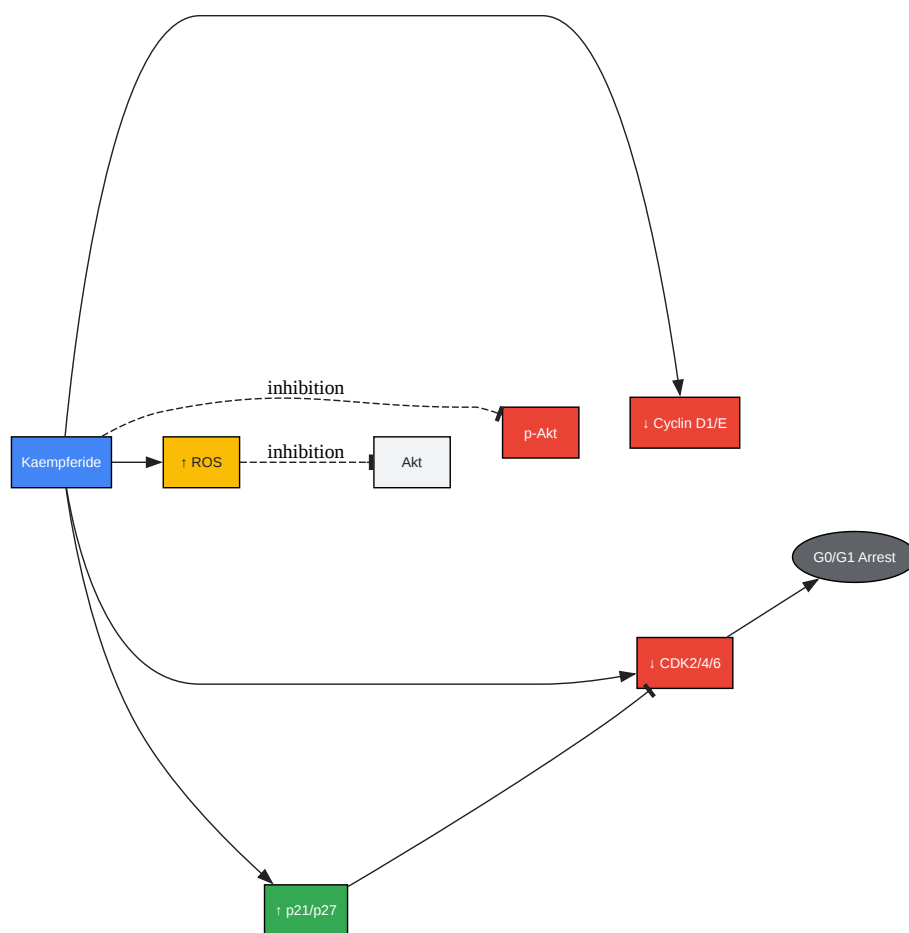 inhibition
↓ Cyclin D1/E
p-Akt
Kaempferide
↑ ROS
inhibition
Akt
G0/G1 Arrest
↓ CDK2/4/6
↑ p21/p27